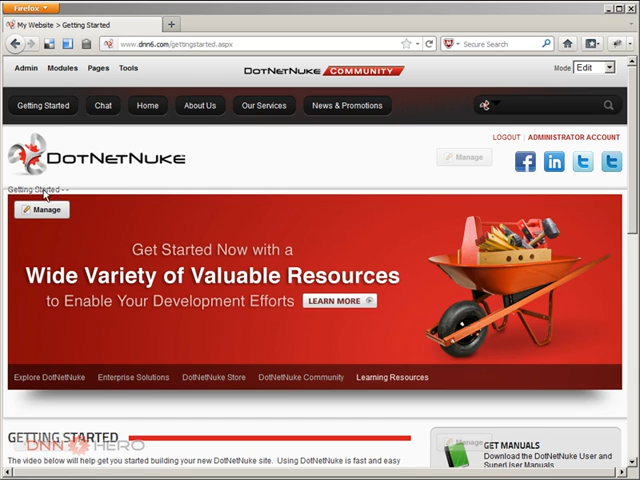 Firefox
My Website > Getting Started
www.dnn6.com/gettingstarted.aspx
Secure Search
Admin Modules Pages Tools
DOTNETNUKE COMMUNITY
Mode Edit
Getting Started Chat Home About Us Our Services News & Promotions
LOGOUT | ADMINISTRATOR ACCOUNT
DOTNETNUKE
Manage
Getting Started - -
Manage
Get Started Now with a
Wide Variety of Valuable Resources
to Enable Your Development Efforts LEARN MORE
Explore DotNetNuke Enterprise Solutions DotNetNuke Store DotNetNuke Community Learning Resources
GETTING STARTED
DNN HERO
Manage
GET MANUALS
The video below will help get you started building your new DotNetNuke site. Using DotNetNuke is fast and easy
Download the DotNetNuke User and
SuperUser Manuals